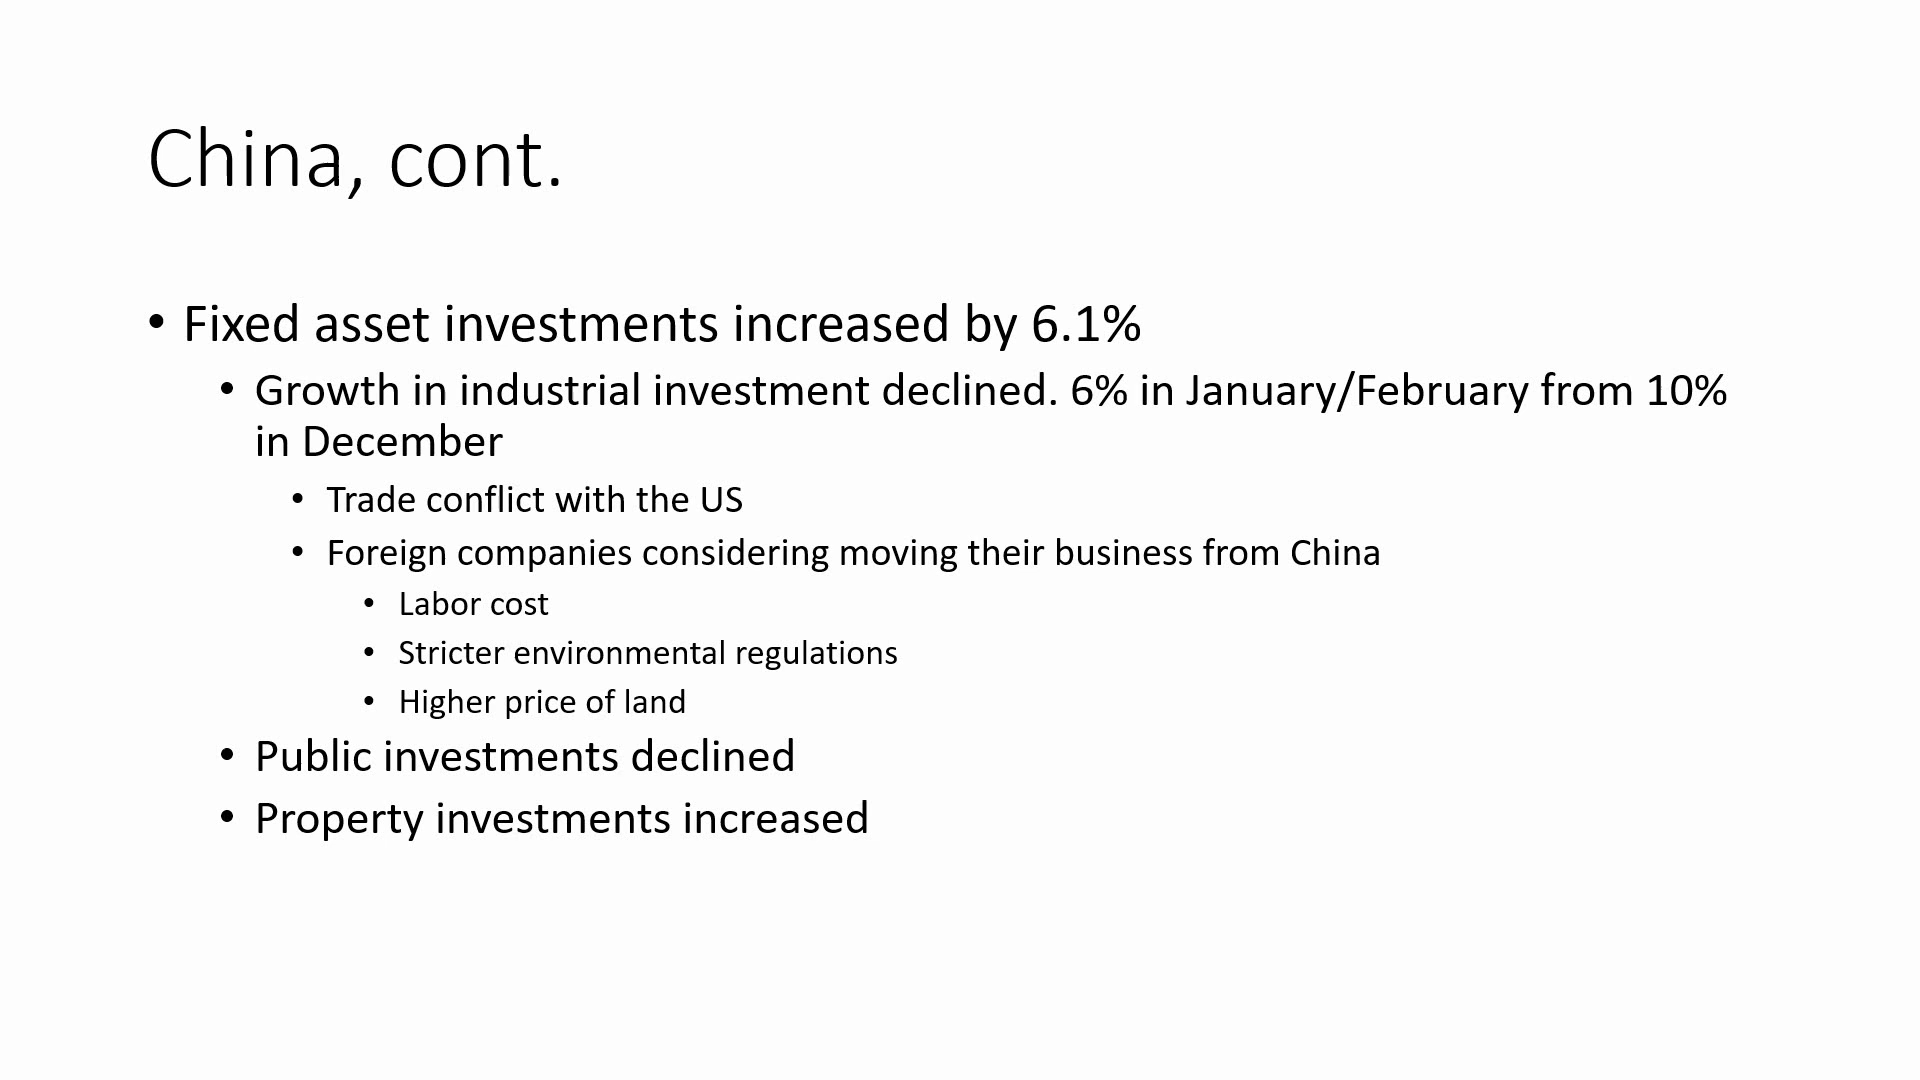 China, cont.
• Fixed asset investments increased by 6.1%
• Growth in industrial investment declined. 6% in January/February from 10%
in December
• Trade conflict with the US
• Foreign companies considering moving their business from China
• Labor cost
• Stricter environmental regulations
• Higher price of land
• Public investments declined
• Property investments increased